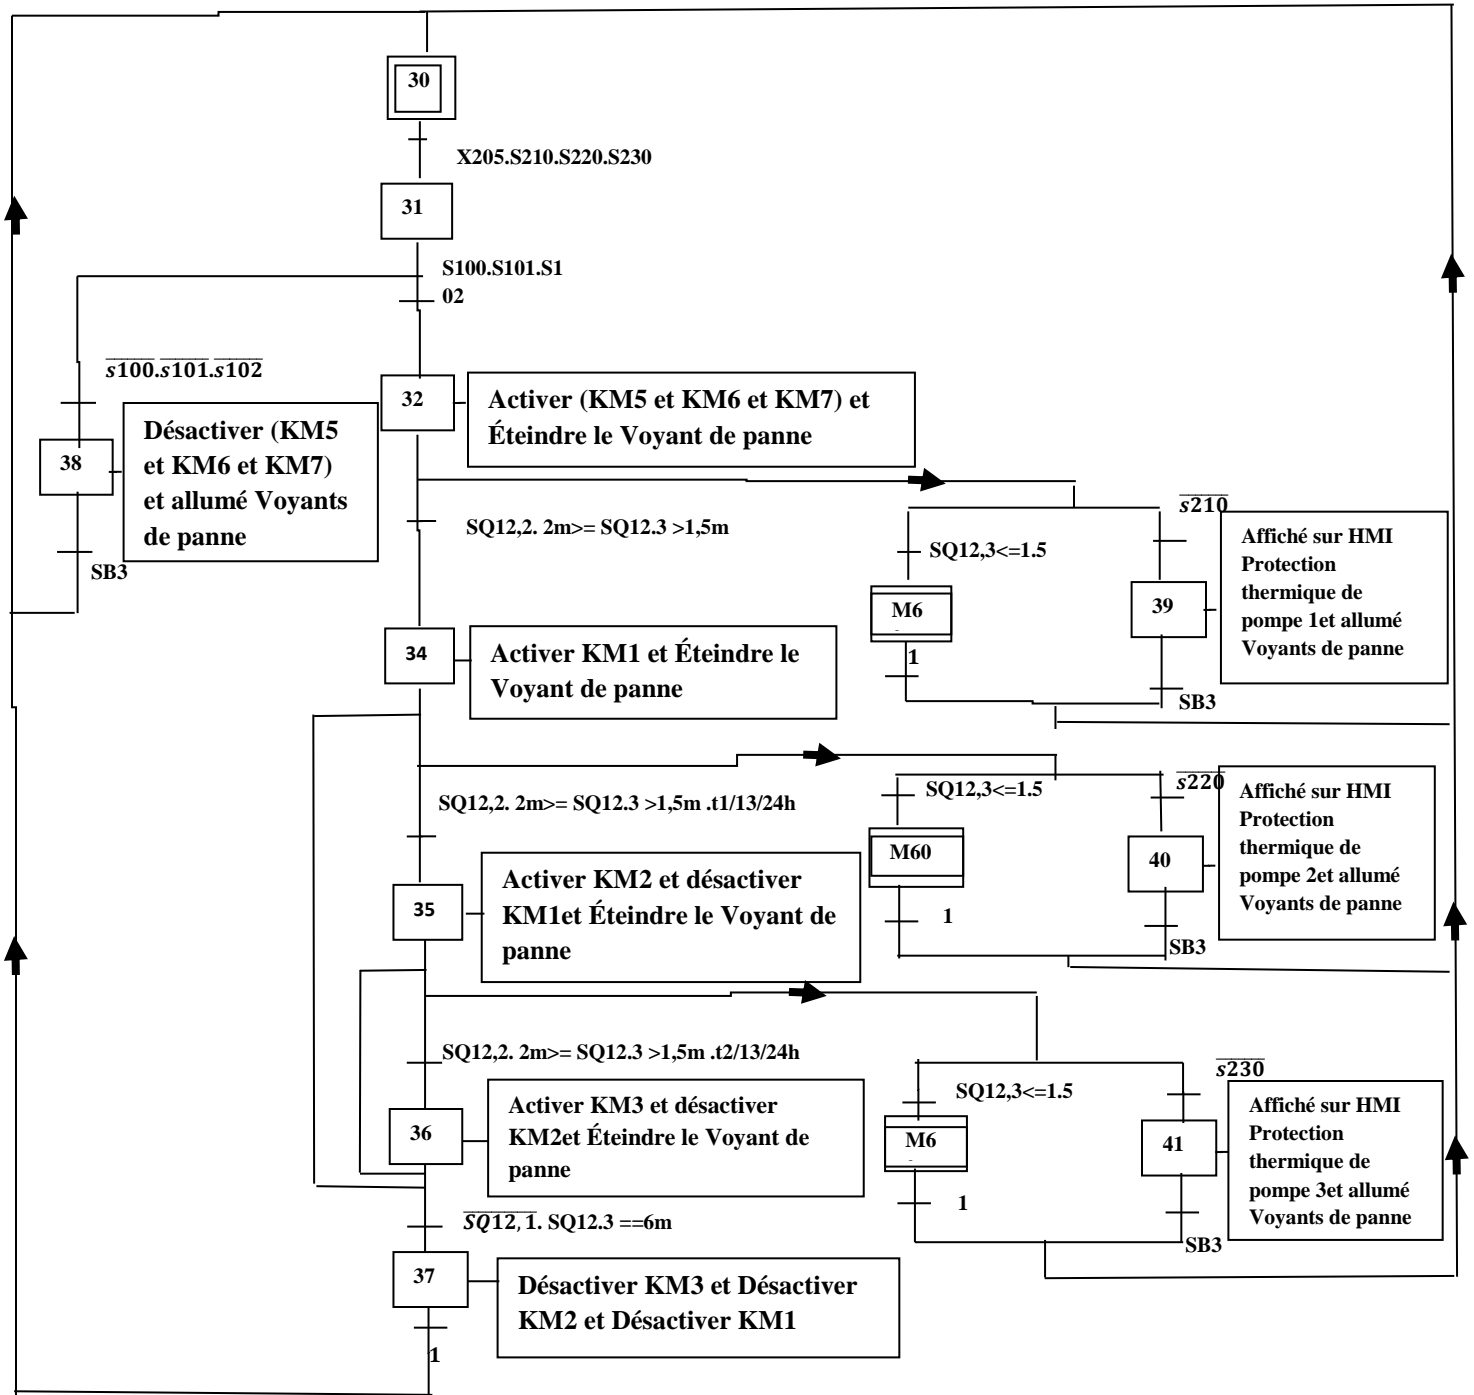 30
X205.S210.S220.S230
31
S100.S101.S1
02
s100.s101.s102
32
Activer (KM5 et KM6 et KM7) et
Éteindre le Voyant de panne
38
Désactiver (KM5
et KM6 et KM7)
et allumé Voyants
de panne
SB3
SQ12,2. 2m>= SQ12.3 >1,5m
s210
SQ12,3<=1.5
M6
1
39
Affiché sur HMI
Protection
thermique de
pompe 1et allumé
Voyants de panne
SB3
34
Activer KM1 et Éteindre le
Voyant de panne
SQ12,2. 2m>= SQ12.3 >1,5m .t1/13/24h
s220
SQ12,3<=1.5
M60
1
40
Affiché sur HMI
Protection
thermique de
pompe 2et allumé
Voyants de panne
SB3
35
Activer KM2 et désactiver
KM1et Éteindre le Voyant de
panne
SQ12,2. 2m>= SQ12.3 >1,5m .t2/13/24h
s230
SQ12,3<=1.5
M6
1
41
Affiché sur HMI
Protection
thermique de
pompe 3et allumé
Voyants de panne
SB3
36
Activer KM3 et désactiver
KM2et Éteindre le Voyant de
panne
SQ12,1. SQ12.3 ==6m
37
Désactiver KM3 et Désactiver
KM2 et Désactiver KM1
1